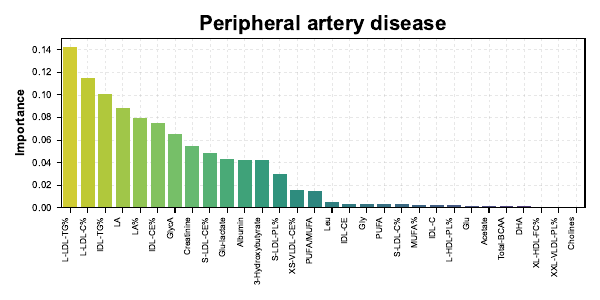 Peripheral artery disease
Importance
0.14
0.12
0.10
0.08
0.06
0.04
0.02
0.00
L-LDL-TG%
L-LDL-C%
IDL-TG%
LA
LA%
IDL-CE%
GlycA
Creatinine
S-LDL-CE%
Glu-lactate
Albumin
3-Hydroxybutyrate
S-LDL-PL%
XS-VLDL-CE%
PUFA/MUFA
Leu
IDL-CE
Gly
PUFA
S-LDL-C%
MUFA%
IDL-C
L-HDL-PL%
Glu
Acetate
Total-BCAA
DHA
XL-HDL-FC%
XXL-VLDL-PL%
Cholines